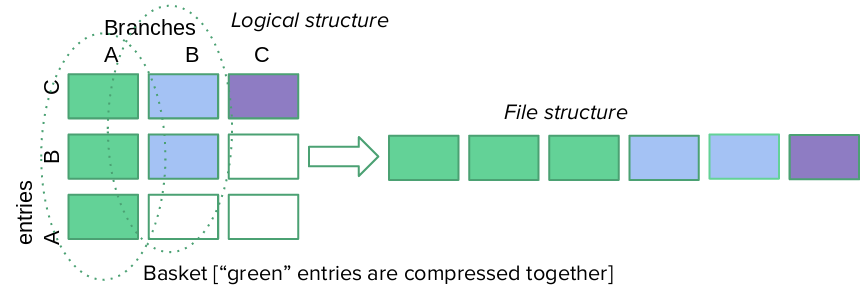 Logical structure
Branches
A B C
C
B
A
entries
File structure
Basket [“green” entries are compressed together]